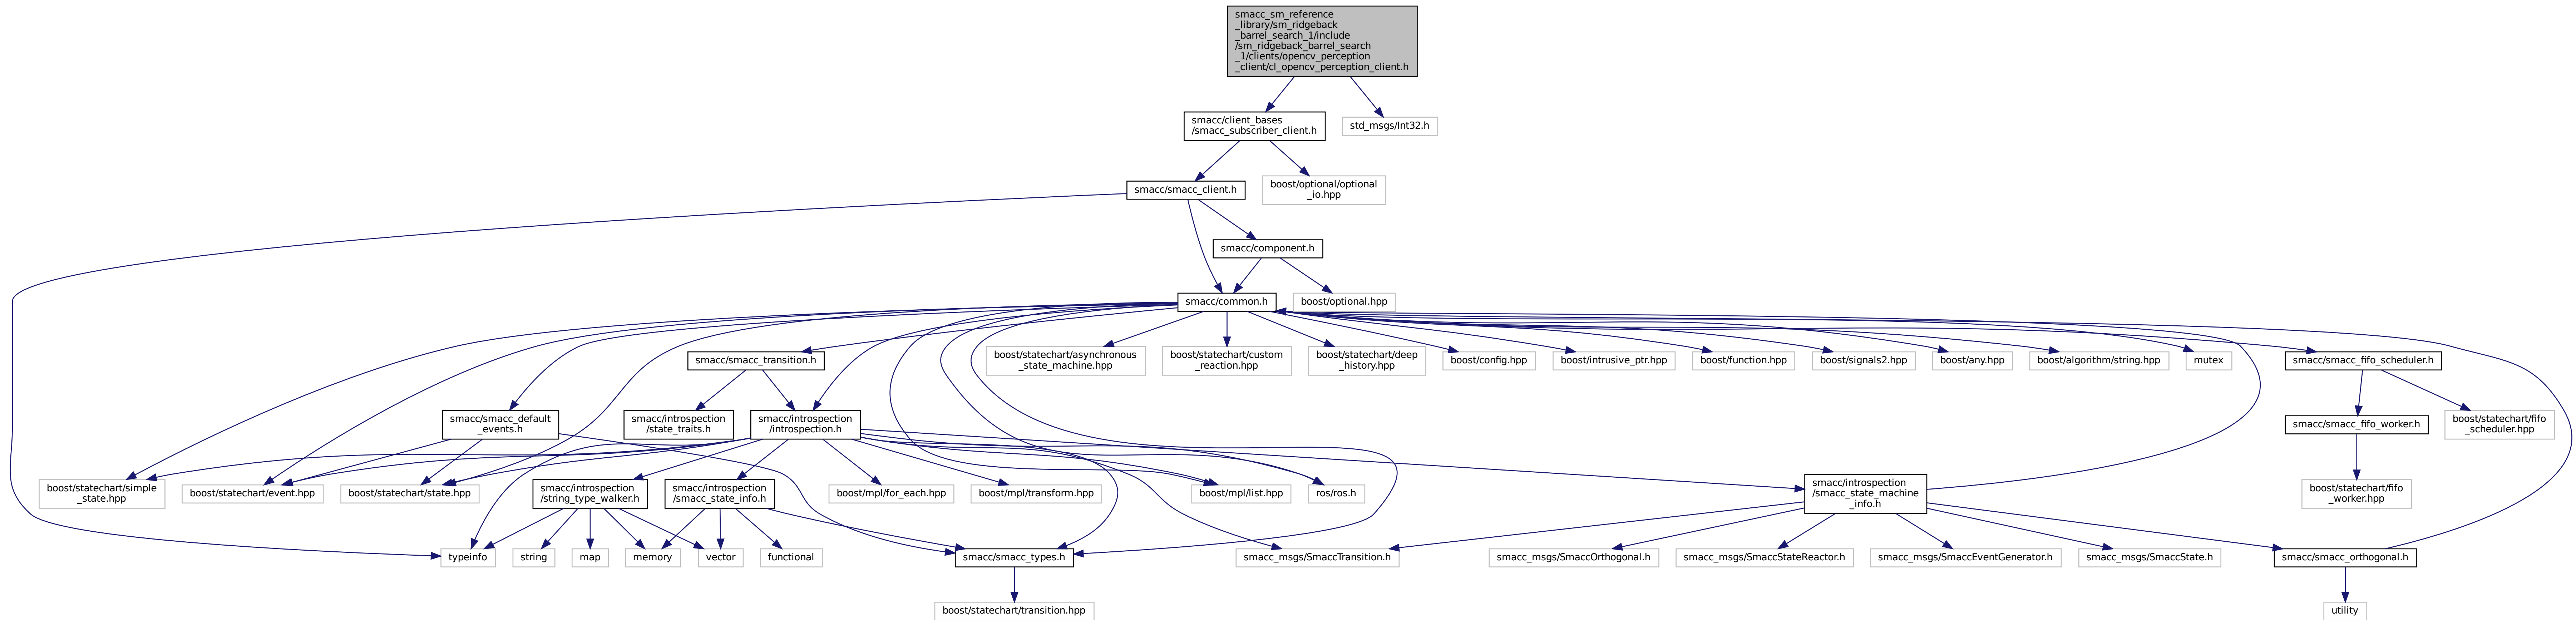 smacc_sm_reference
_library/sm_ridgeback
_barrel_search_1/include
/sm_ridgeback_barrel_search
_1/clients/opencv_perception
_client/cl_opencv_perception_client.h
smacc/client_bases
/smacc_subscriber_client.h
std_msgs/Int32.h
smacc/smacc_client.h
boost/optional/optional
_io.hpp
smacc/component.h
smacc/common.h
boost/optional.hpp
smacc/smacc_transition.h
boost/statechart/asynchronous
_state_machine.hpp
boost/statechart/custom
_reaction.hpp
boost/statechart/deep
_history.hpp
boost/config.hpp
boost/intrusive_ptr.hpp
boost/function.hpp
boost/signals2.hpp
boost/any.hpp
boost/algorithm/string.hpp
mutex
smacc/smacc_fifo_scheduler.h
smacc/smacc_default
_events.h
smacc/introspection
/state_traits.h
smacc/introspection
/introspection.h
smacc/smacc_fifo_worker.h
boost/statechart/fifo
_scheduler.hpp
boost/statechart/simple
_state.hpp
boost/statechart/event.hpp
boost/statechart/state.hpp
smacc/introspection
/string_type_walker.h
smacc/introspection
/smacc_state_info.h
boost/mpl/for_each.hpp
boost/mpl/transform.hpp
boost/mpl/list.hpp
ros/ros.h
smacc/introspection
/smacc_state_machine
_info.h
boost/statechart/fifo
_worker.hpp
typeinfo
string
map
memory
vector
functional
smacc/smacc_types.h
smacc_msgs/SmaccTransition.h
smacc_msgs/SmaccOrthogonal.h
smacc_msgs/SmaccStateReactor.h
smacc_msgs/SmaccEventGenerator.h
smacc_msgs/SmaccState.h
smacc/smacc_orthogonal.h
boost/statechart/transition.hpp
utility